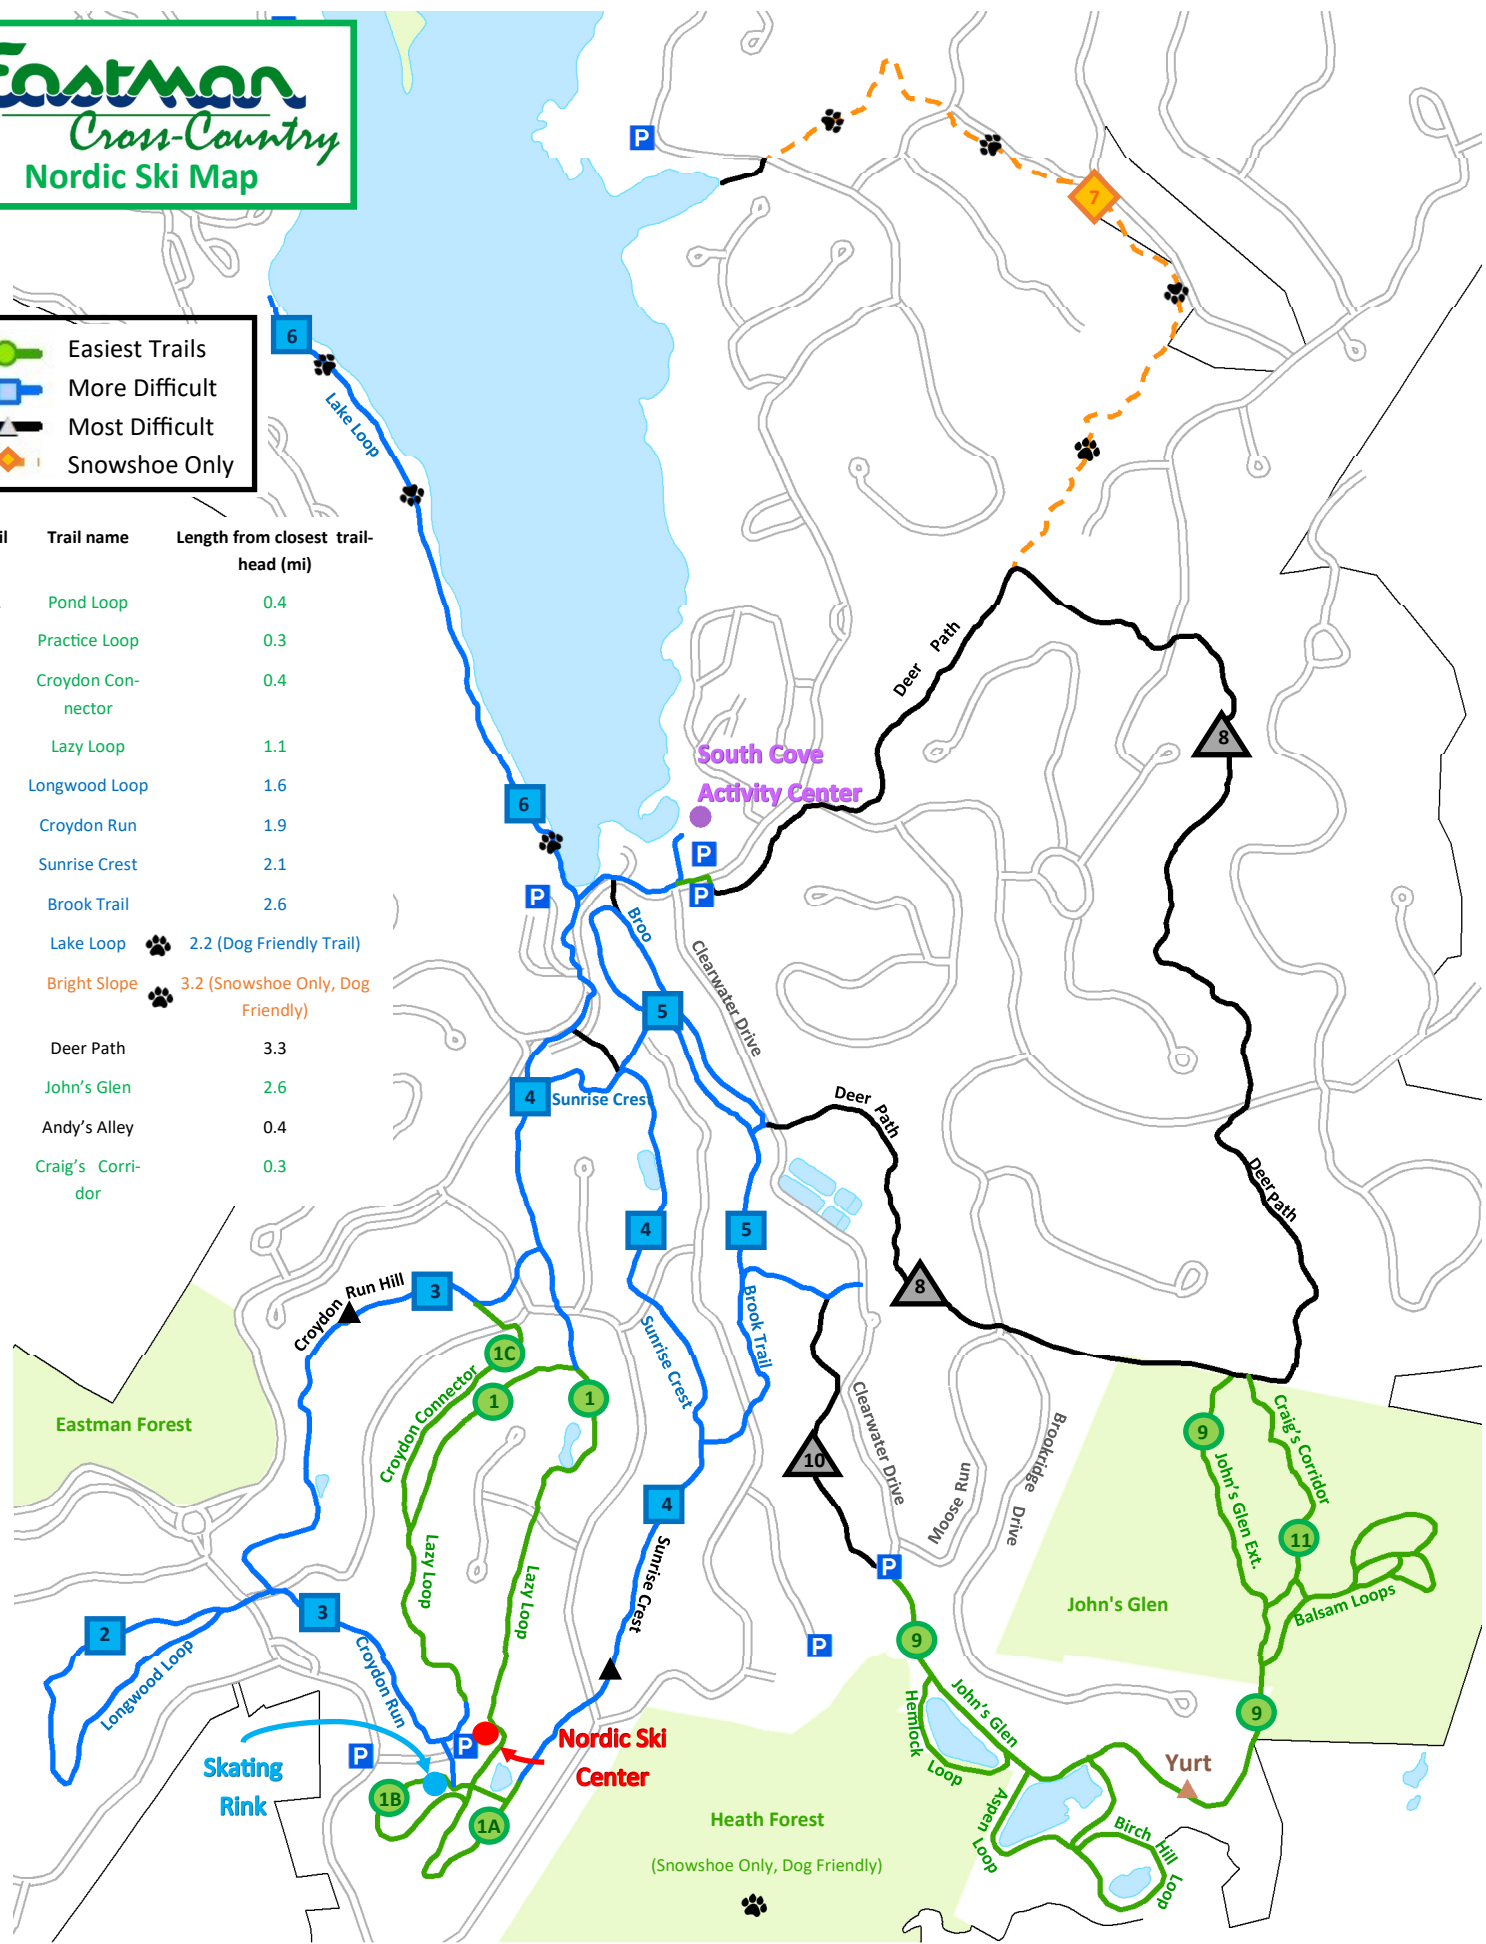 Eastman
Cross-Country
Nordic Ski Map
Easiest Trails
More Difficult
Most Difficult
Snowshoe Only
Trail name
Length from closest trail-
head (mi)
Pond Loop 0.4
Practice Loop 0.3
Croydon Con-
nector 0.4
Lazy Loop 1.1
Longwood Loop 1.6
Croydon Run 1.9
Sunrise Crest 2.1
Brook Trail 2.6
Lake Loop 2.2 (Dog Friendly Trail)
Bright Slope 3.2 (Snowshoe Only, Dog
Friendly)
Deer Path 3.3
John's Glen 2.6
Andy's Alley 0.4
Craig's Corri-
dor 0.3
P
7
6
Lake Loop
Deer Path
8
South Cove
Activity Center
6
P
P
P
Broo
Clearwater Drive
5
4
Sunrise Crest
Deer Path
Deer Path
4
5
8
3
Croydon Run Hill
Brook Trail
Sunrise Crest
1C
1
1
Croydon Connector
Eastman Forest
Clearwater Drive
Brookridge Drive
Moose Run
9
Craig's Corridor
John's Glen Ext.
10
4
11
Sunrise Crest
Lazy Loop
Lazy Loop
P
Balsam Loops
John's Glen
2
3
Longwood Loop
Croydon Run
9
P
John's Glen
Hemlock
Loop
9
Nordic Ski
Center
P
P
Skating
Rink
Yurt
1B
1A
Aspen
Loop
Birch Hill
Loop
Heath Forest
(Snowshoe Only, Dog Friendly)